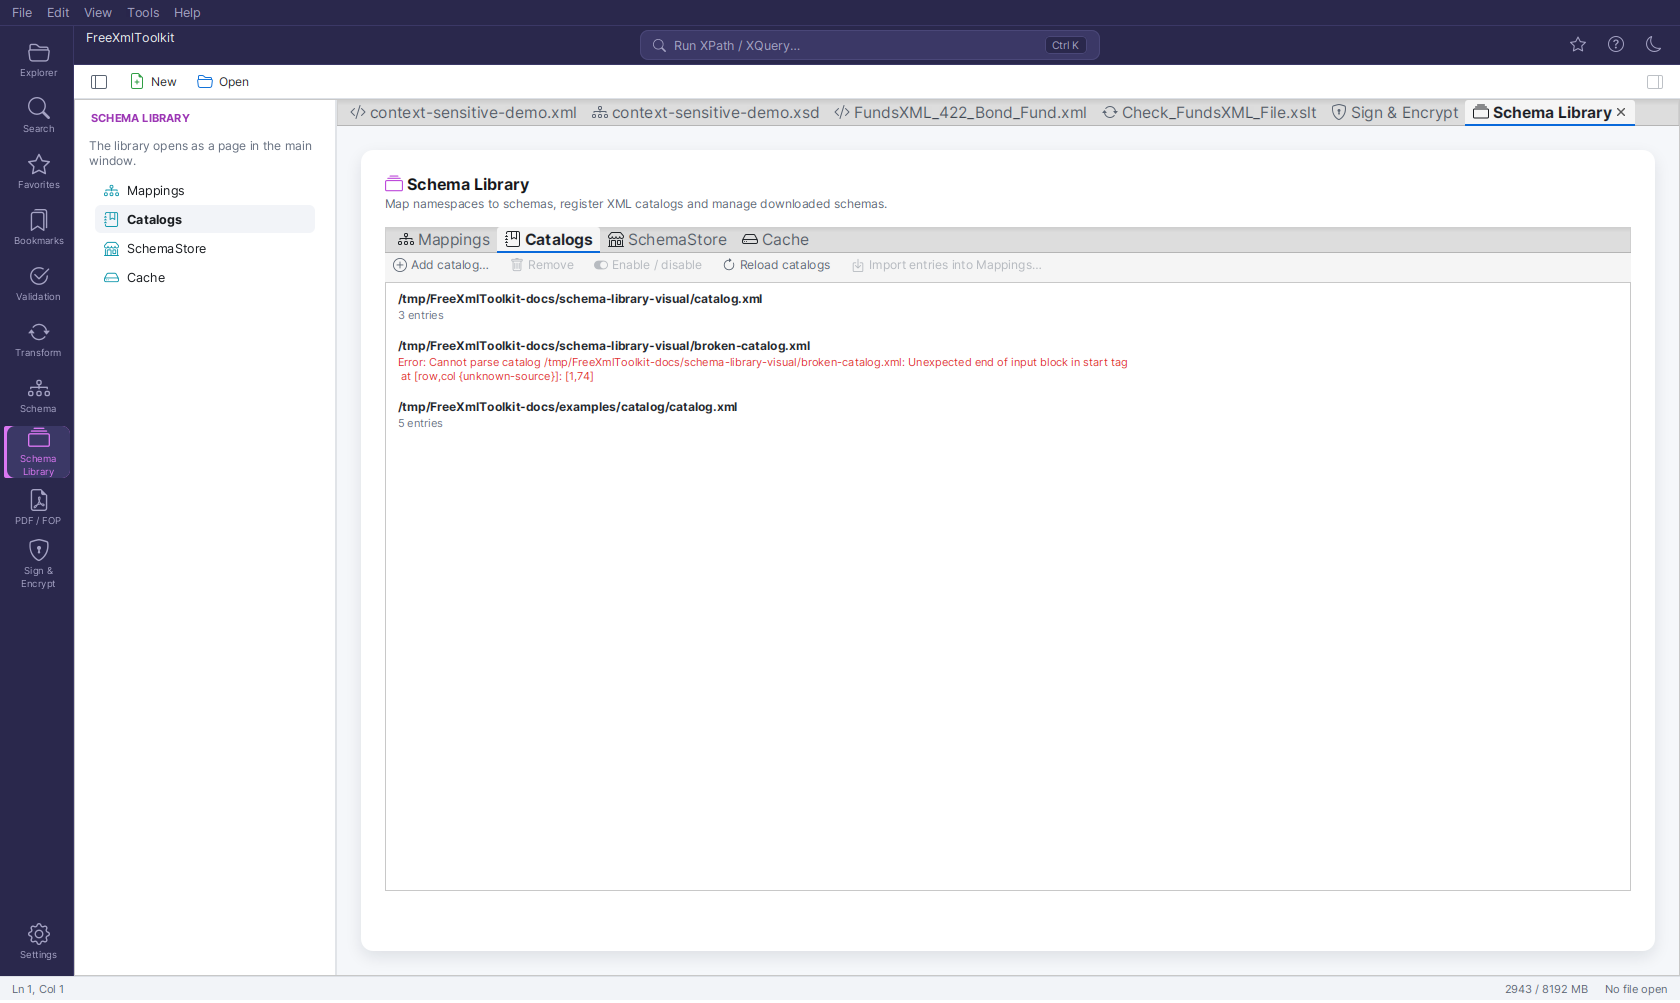 File Edit View Tools Help
FreeXmlToolkit
Run XPath / XQuery... Ctrl K
Explorer
Search
Favorites
Bookmarks
Validation
Transform
Schema
Schema
Library
PDF / FOP
Sign &
Encrypt
Settings
New Open
SCHEMA LIBRARY
The library opens as a page in the main
window.
Mappings
Catalogs
SchemaStore
Cache
context-sensitive-demo.xml context-sensitive-demo.xsd FundsXML_422_Bond_Fund.xml Check_FundsXML_File.xslt Sign & Encrypt Schema Library
Schema Library
Map namespaces to schemas, register XML catalogs and manage downloaded schemas.
Mappings Catalogs SchemaStore Cache
Add catalog... Remove Enable / disable Reload catalogs Import entries into Mappings...
/tmp/FreeXmlToolkit-docs/schema-library-visual/catalog.xml
3 entries
/tmp/FreeXmlToolkit-docs/schema-library-visual/broken-catalog.xml
Error: Cannot parse catalog /tmp/FreeXmlToolkit-docs/schema-library-visual/broken-catalog.xml: Unexpected end of input block in start tag
at [row,col {unknown-source}]: [1,74]
/tmp/FreeXmlToolkit-docs/examples/catalog/catalog.xml
5 entries
Ln 1, Col 1
2943 / 8192 MB No file open